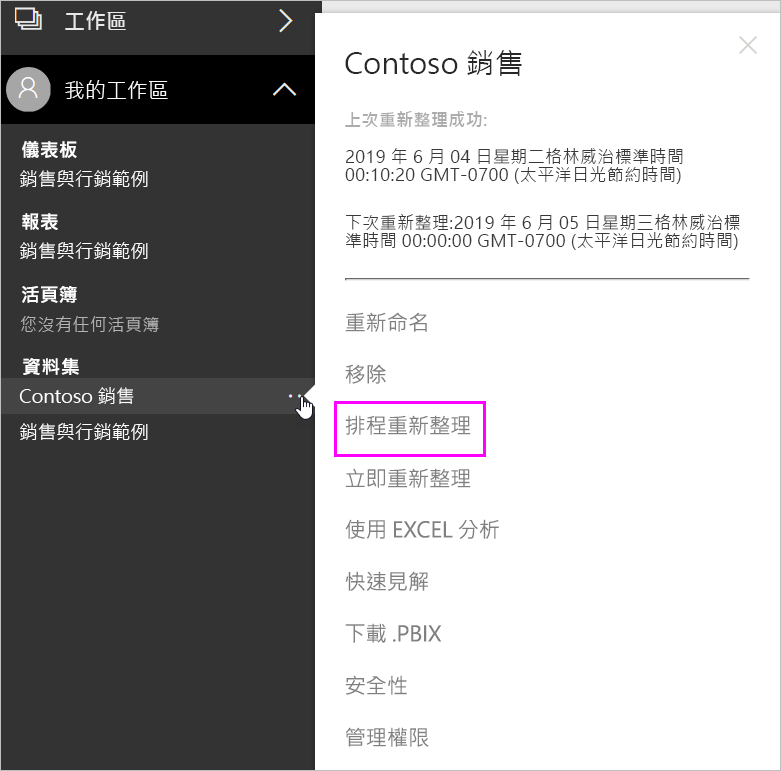 工作區
我的工作區
儀表板
銷售與行銷範例
報表
銷售與行銷範例
活頁簿
您沒有任何活頁簿
資料集
Contoso 銷售
銷售與行銷範例
Contoso 銷售
上次重新整理成功:
2019 年 6 月 04 日星期二格林威治標準時間
00:10:20 GMT-0700 (太平洋日光節約時間)
下次重新整理:2019 年 6 月 05 日星期三格林威治標
準時間 00:00:00 GMT-0700 (太平洋日光節約時間)
重新命名
移除
排程重新整理
立即重新整理
使用 EXCEL 分析
快速見解
下載 .PBIX
安全性
管理權限